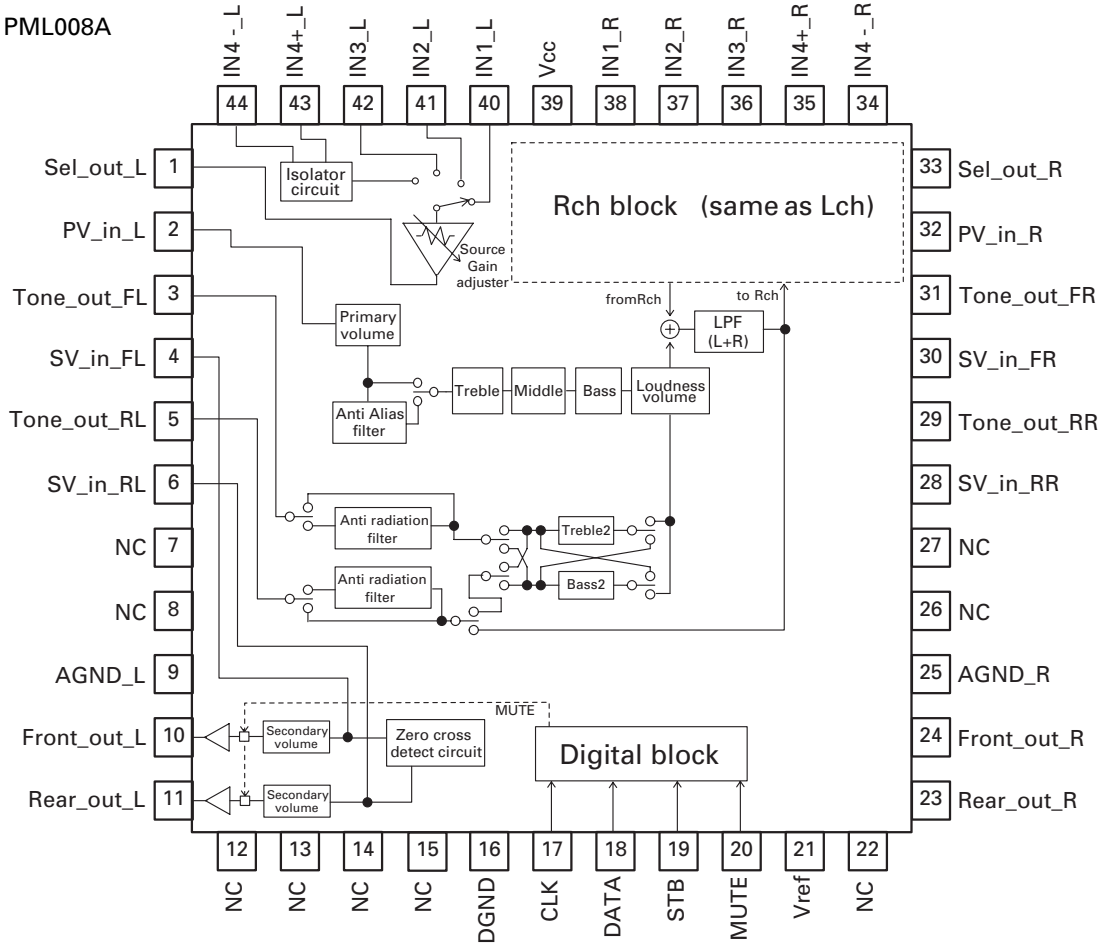 PML008A
IN4 -_L
IN4+_L
IN3_L
IN2_L
IN1_L
Vcc
IN1_R
IN2_R
IN3_R
IN4+_R
IN4 -_R
44
43
42
41
40
39
38
37
36
35
34
Sel_out_L
1
PV_in_L
2
Tone_out_FL
3
SV_in_FL
4
Tone_out_RL
5
SV_in_RL
6
NC
7
NC
8
AGND_L
9
Front_out_L
10
Rear_out_L
11
Isolator
circuit
Source
Gain
adjuster
Rch block (same as Lch)
fromRch
to Rch
Primary
volume
LPF
(L+R)
Anti Alias
filter
Treble
Middle
Bass
Loudness
volume
Anti radiation
filter
Treble2
Anti radiation
filter
Bass2
MUTE
Secondary
volume
Zero cross
detect circuit
Secondary
volume
Digital block
33
Sel_out_R
32
PV_in_R
31
Tone_out_FR
30
SV_in_FR
29
Tone_out_RR
28
SV_in_RR
27
NC
26
NC
25
AGND_R
24
Front_out_R
23
Rear_out_R
12
13
14
15
16
17
18
19
20
21
22
NC
NC
NC
NC
DGND
CLK
DATA
STB
MUTE
Vref
NC